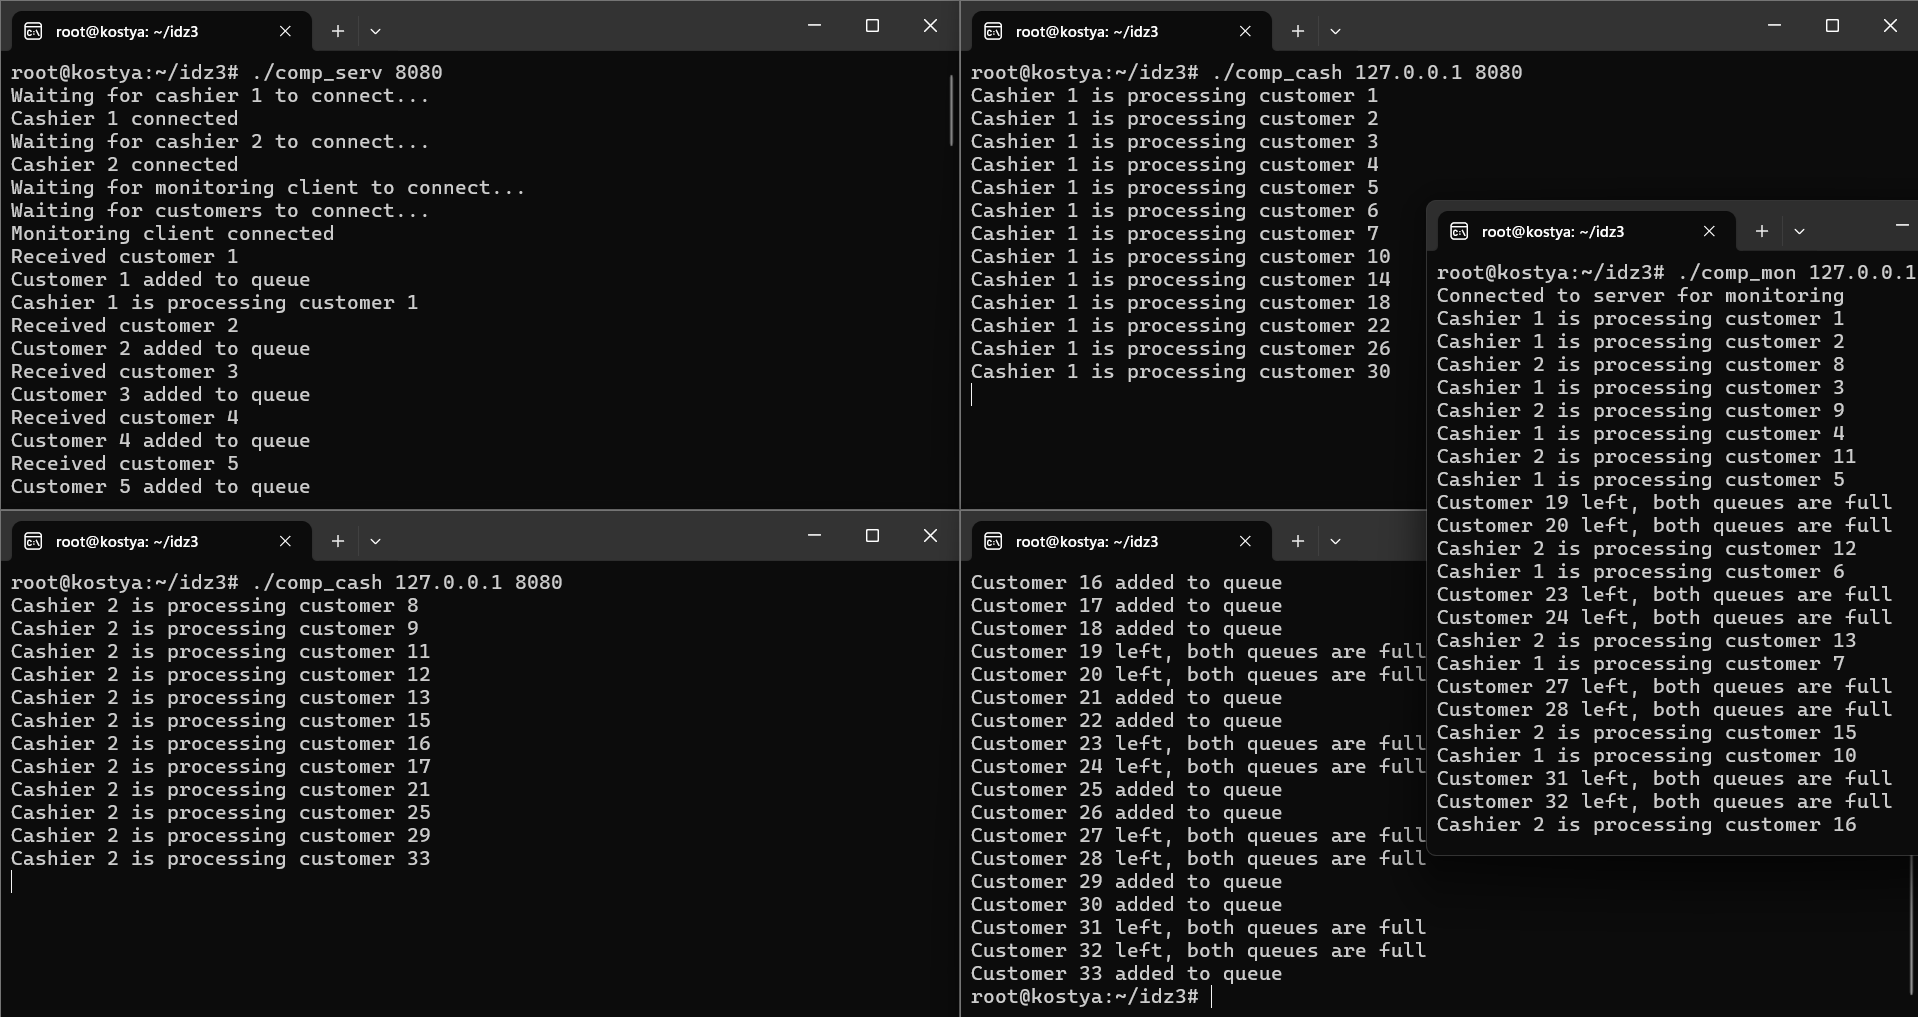 root@kostya: ~/idz3
root@kostya:~/idz3# ./comp_serv 8080
Waiting for cashier 1 to connect...
Cashier 1 connected
Waiting for cashier 2 to connect...
Cashier 2 connected
Waiting for monitoring client to connect...
Waiting for customers to connect...
Monitoring client connected
Received customer 1
Customer 1 added to queue
Cashier 1 is processing customer 1
Received customer 2
Customer 2 added to queue
Received customer 3
Customer 3 added to queue
Received customer 4
Customer 4 added to queue
Received customer 5
Customer 5 added to queue
root@kostya: ~/idz3
root@kostya:~/idz3# ./comp_cash 127.0.0.1 8080
Cashier 1 is processing customer 1
Cashier 1 is processing customer 2
Cashier 1 is processing customer 3
Cashier 1 is processing customer 4
Cashier 1 is processing customer 5
Cashier 1 is processing customer 6
Cashier 1 is processing customer 7
Cashier 1 is processing customer 10
Cashier 1 is processing customer 14
Cashier 1 is processing customer 18
Cashier 1 is processing customer 22
Cashier 1 is processing customer 26
Cashier 1 is processing customer 30
root@kostya: ~/idz3
root@kostya:~/idz3# ./comp_mon 127.0.0.1
Connected to server for monitoring
Cashier 1 is processing customer 1
Cashier 1 is processing customer 2
Cashier 2 is processing customer 8
Cashier 1 is processing customer 3
Cashier 2 is processing customer 9
Cashier 1 is processing customer 4
Cashier 2 is processing customer 11
Cashier 1 is processing customer 5
Customer 19 left, both queues are full
Customer 20 left, both queues are full
Cashier 2 is processing customer 12
Cashier 1 is processing customer 6
Customer 23 left, both queues are full
Customer 24 left, both queues are full
Cashier 2 is processing customer 13
Cashier 1 is processing customer 7
Customer 27 left, both queues are full
Customer 28 left, both queues are full
Cashier 2 is processing customer 15
Cashier 1 is processing customer 10
Customer 31 left, both queues are full
Customer 32 left, both queues are full
Cashier 2 is processing customer 16
root@kostya: ~/idz3
root@kostya:~/idz3# ./comp_cash 127.0.0.1 8080
Cashier 2 is processing customer 8
Cashier 2 is processing customer 9
Cashier 2 is processing customer 11
Cashier 2 is processing customer 12
Cashier 2 is processing customer 13
Cashier 2 is processing customer 15
Cashier 2 is processing customer 16
Cashier 2 is processing customer 17
Cashier 2 is processing customer 21
Cashier 2 is processing customer 25
Cashier 2 is processing customer 29
Cashier 2 is processing customer 33
root@kostya: ~/idz3
Customer 16 added to queue
Customer 17 added to queue
Customer 18 added to queue
Customer 19 left, both queues are full
Customer 20 left, both queues are full
Customer 21 added to queue
Customer 22 added to queue
Customer 23 left, both queues are full
Customer 24 left, both queues are full
Customer 25 added to queue
Customer 26 added to queue
Customer 27 left, both queues are full
Customer 28 left, both queues are full
Customer 29 added to queue
Customer 30 added to queue
Customer 31 left, both queues are full
Customer 32 left, both queues are full
Customer 33 added to queue
root@kostya:~/idz3#